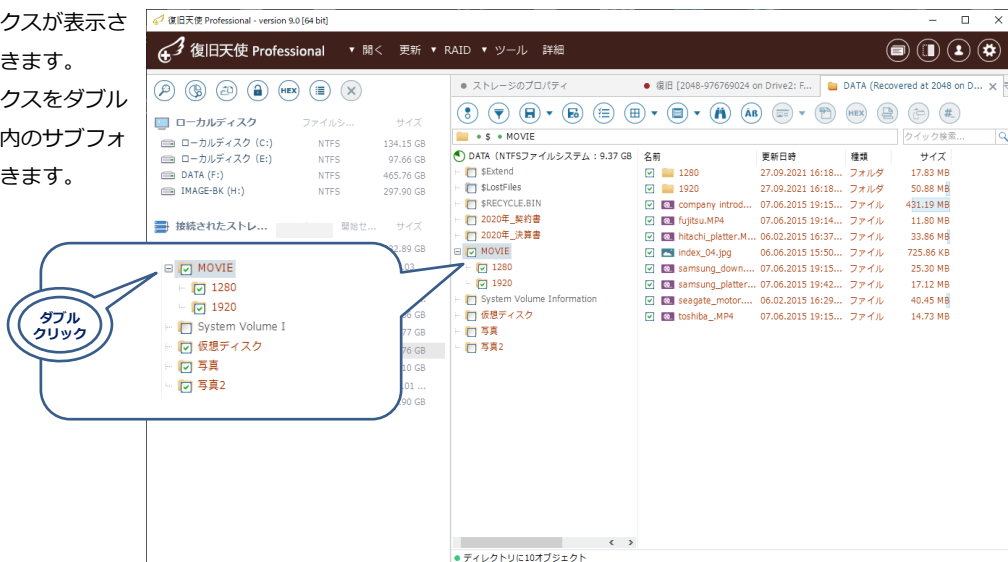 クスが表示さ
きます。
クスをダブル
内のサブフォ
きます。
復旧天使 Professional - version 9.0 [64 bit]
復旧天使 Professional ▼ 開く 更新 ▼ RAID ▼ ツール 詳細
HEX
ローカルディスク ファイルシ... サイズ
ローカルディスク (C:) NTFS 134.15 GB
ローカルディスク (E:) NTFS 97.66 GB
DATA (F:) NTFS 465.76 GB
IMAGE-BK (H:) NTFS 297.90 GB
接続されたストレ... 開始セ... サイズ
MOVIE
1280
1920
System Volume I
仮想ディスク
写真
写真2
ダブル
クリック
ストレージのプロパティ
復旧 [2048-976769024 on Drive2: F...
DATA (Recovered at 2048 on D...
HEX
$ MOVIE
クイック検索...
DATA (NTFSファイルシステム : 9.37 GB
$Extend
$LostFiles
$RECYCLE.BIN
2020年_契約書
2020年_決算書
MOVIE
1280
1920
System Volume Information
仮想ディスク
写真
写真2
名前 更新日時 種類 サイズ
1280 27.09.2021 16:18... フォルダ 17.83 MB
1920 27.09.2021 16:18... フォルダ 50.88 MB
company introd... 07.06.2015 19:15... ファイル 431.19 MB
fujitsu.MP4 07.06.2015 19:14... ファイル 11.80 MB
hitachi_platter.M... 06.02.2015 16:37... ファイル 33.86 MB
index_04.jpg 06.06.2015 15:50... ファイル 725.86 KB
samsung_down.... 07.06.2015 19:15... ファイル 25.30 MB
samsung_platter... 07.06.2015 19:42... ファイル 17.12 MB
seagate_motor.... 06.02.2015 16:29... ファイル 40.45 MB
toshiba_.MP4 07.06.2015 19:15... ファイル 14.73 MB
ディレクトリに10オブジェクト